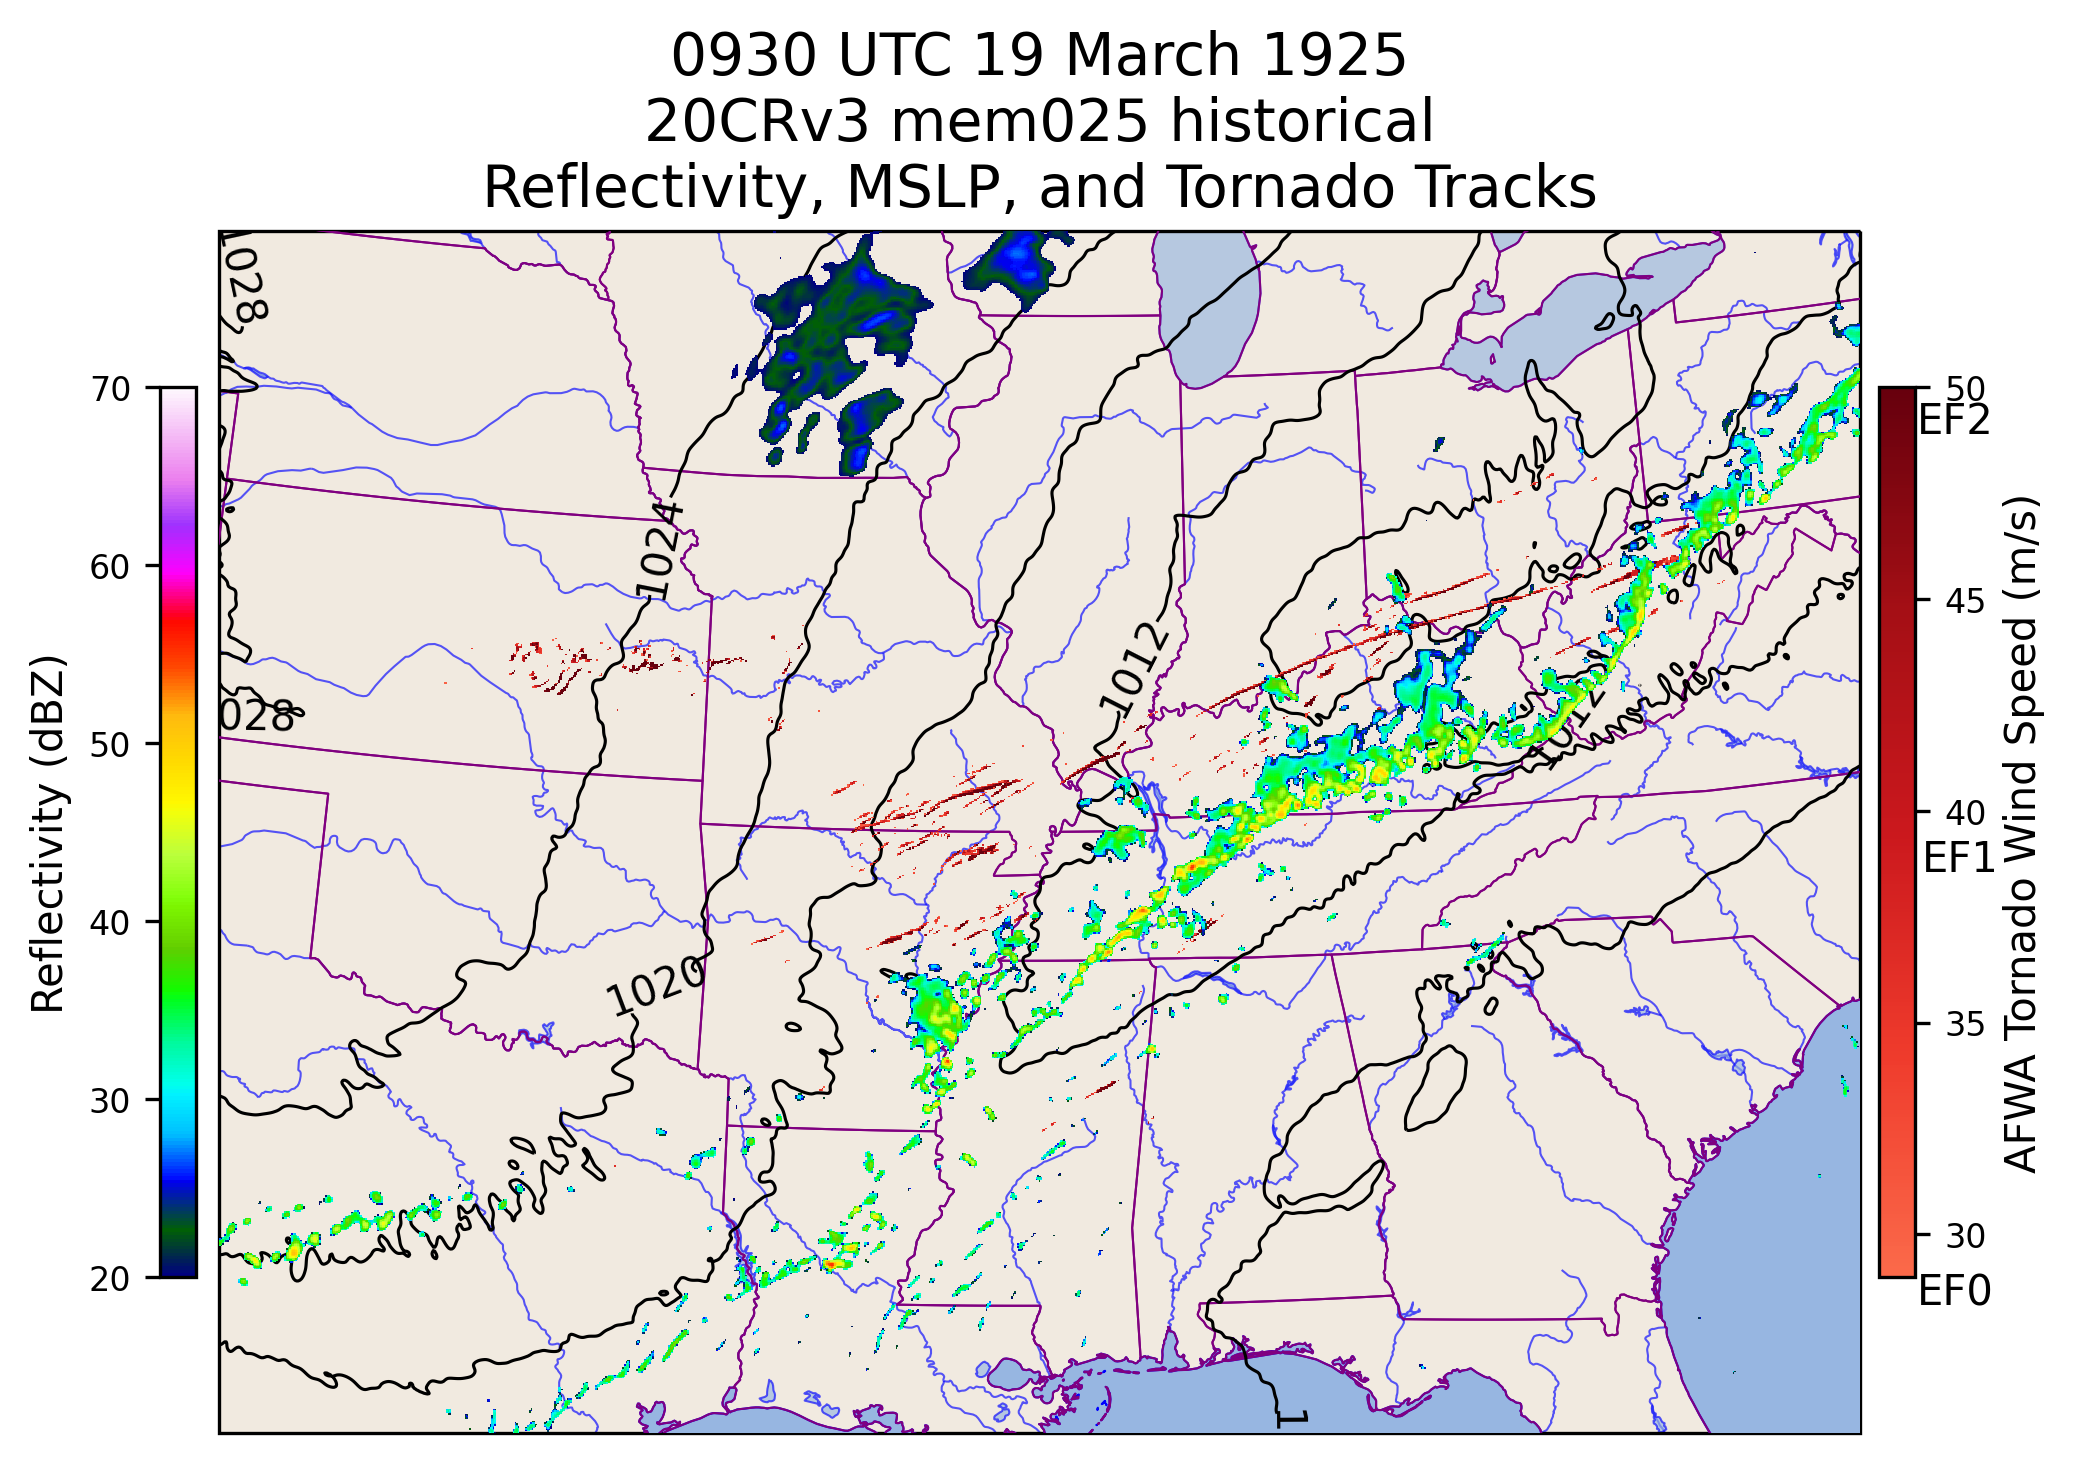 0930 UTC 19 March 1925
20CRv3 mem025 historical
Reflectivity, MSLP, and Tornado Tracks
1028
028
1024
1020
1012
1012
1
70
60
50
40
30
20
Reflectivity (dBZ)
50
EF2
45
40
EF1
35
30
EF0
AFWA Tornado Wind Speed (m/s)